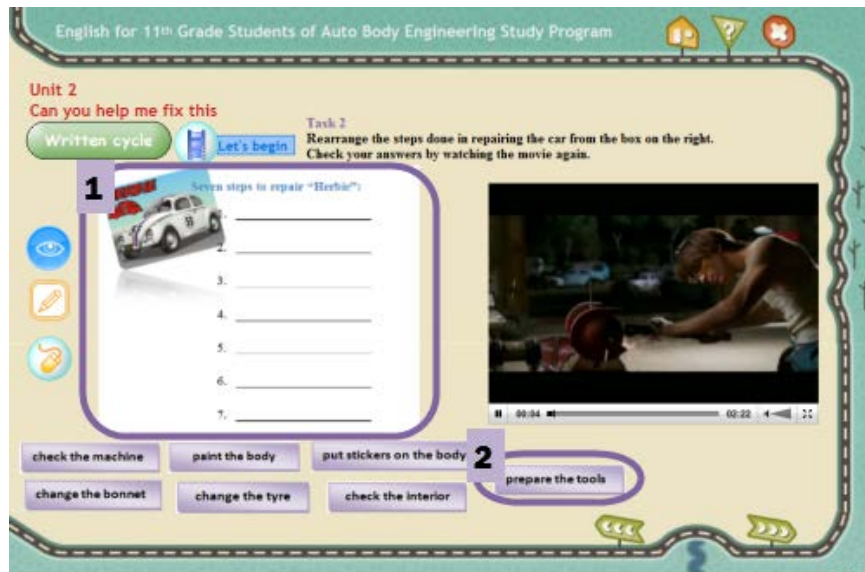 English for 11th Grade Students of Auto Body Engineering Study Program
Unit 2
Can you help me fix this
Written cycle
Let's begin
Task 2
Rearrange the steps done in repairing the car from the box on the right.
Check your answers by watching the movie again.
1
Seven steps to repair "Herbie":
1.
2.
3.
4.
5.
6.
7.
00:04
02:22
check the machine
paint the body
put stickers on the body
2
prepare the tools
change the bonnet
change the tyre
check the interior